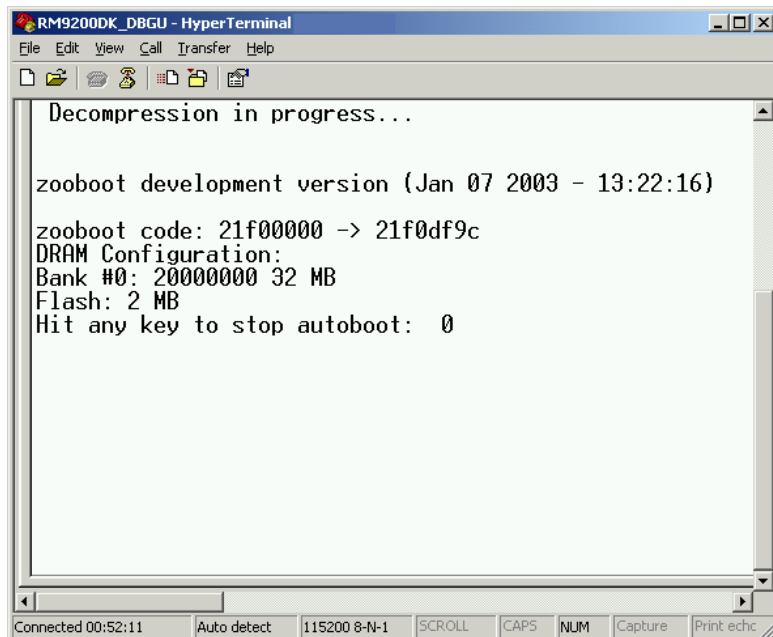 RM9200DK_DBGU - HyperTerminal
File Edit View Call Transfer Help
Decompression in progress...
zooboot development version (Jan 07 2003 - 13:22:16)
zooboot code: 21f00000 -> 21f0df9c
DRAM Configuration:
Bank #0: 20000000 32 MB
Flash: 2 MB
Hit any key to stop autoboot: 0
Connected 00:52:11 Auto detect 115200 8-N-1 SCROLL CAPS NUM Capture Print echc